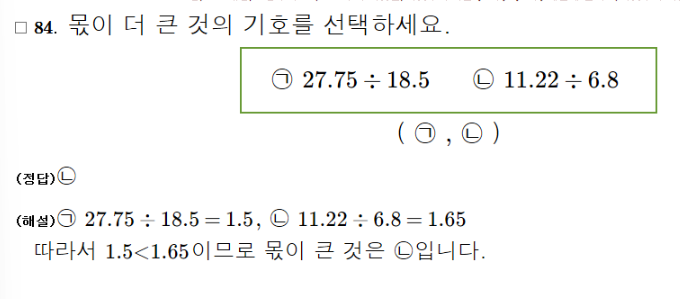 □ 84. 몫이 더 큰 것의 기호를 선택하세요.
㉠ 27.75 ÷ 18.5 ㉡ 11.22 ÷ 6.8
( ㉠ , ㉡ )
(정답)㉡
(해설)㉠ 27.75 ÷ 18.5 = 1.5, ㉡ 11.22 ÷ 6.8 = 1.65
따라서 1.5<1.65이므로 몫이 큰 것은 ㉡입니다.